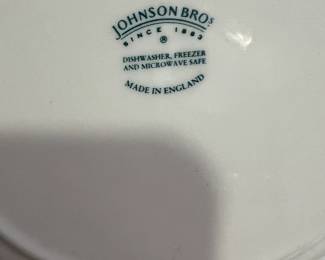 JOHNSON BROS
SINCE 1883
®
DISHWASHER, FREEZER
AND MICROWAVE SAFE
MADE IN ENGLAND